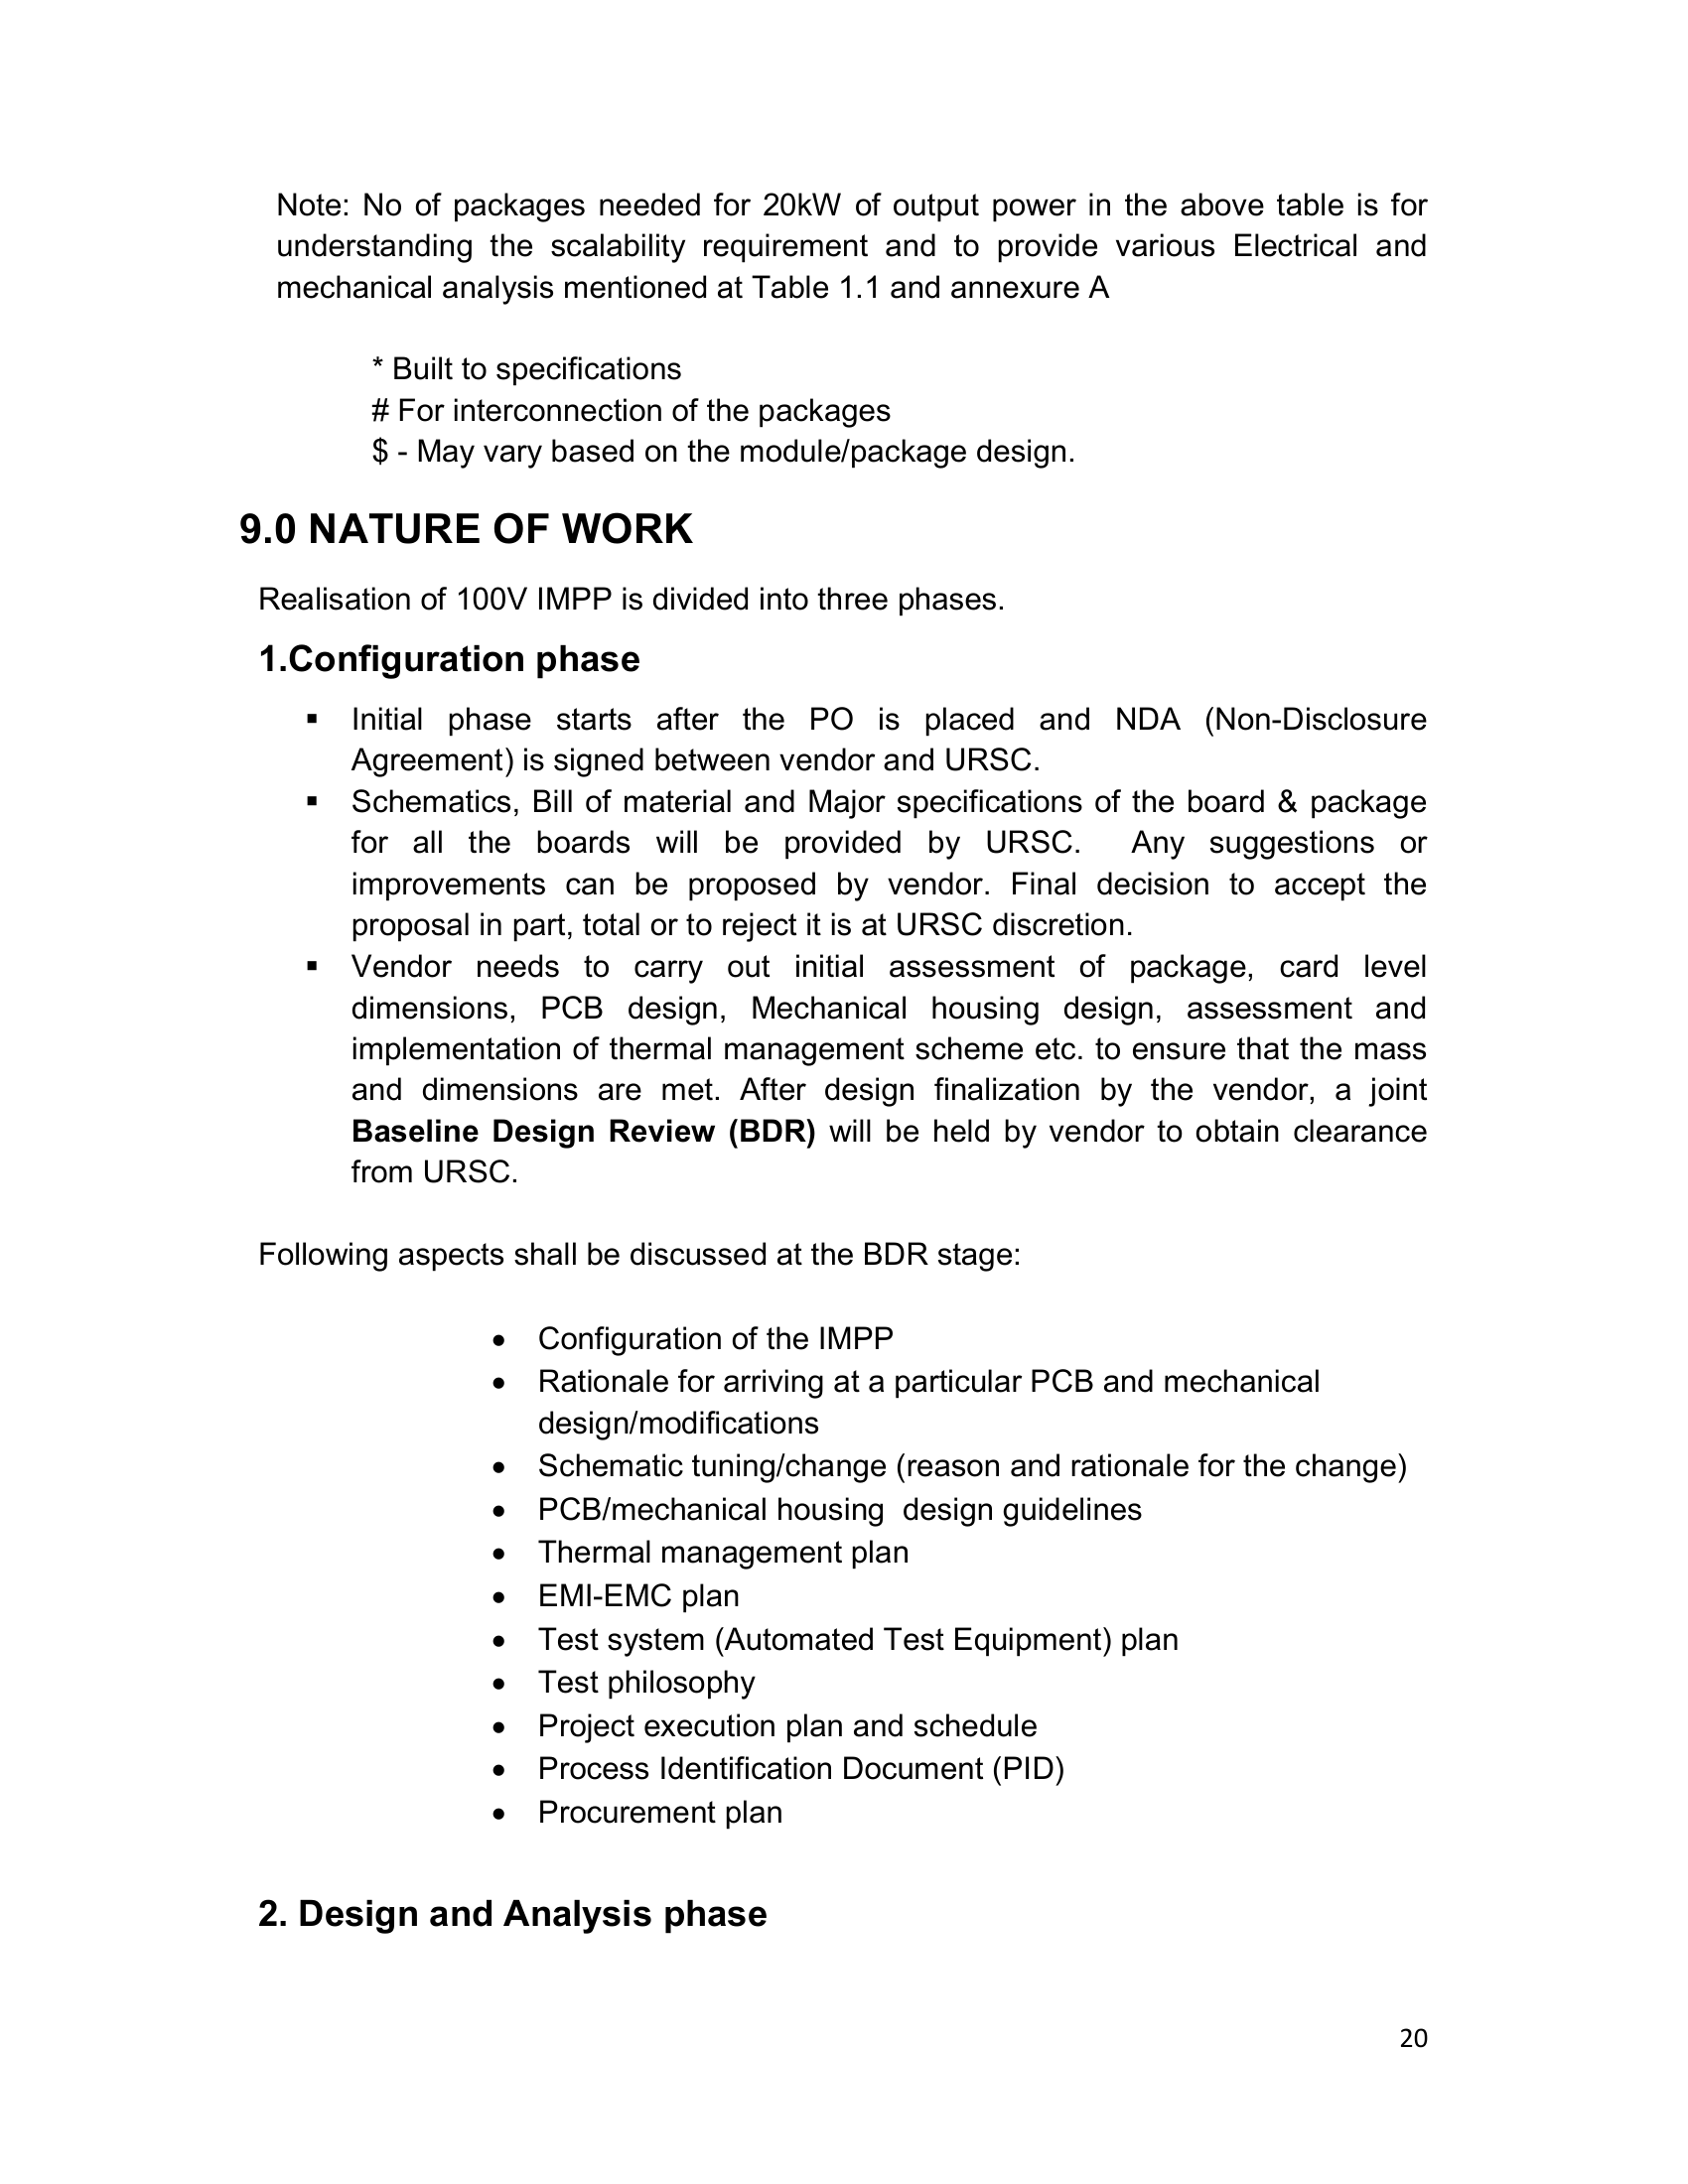 Note: No of packages needed for 20kW of output power in the above table is for
understanding the scalability requirement and to provide various Electrical and
mechanical analysis mentioned at Table 1.1 and annexure A
* Built to specifications
# For interconnection of the packages
$ - May vary based on the module/package design.
9.0 NATURE OF WORK
Realisation of 100V IMPP is divided into three phases.
1.Configuration phase
▪ Initial phase starts after the PO is placed and NDA (Non-Disclosure
Agreement) is signed between vendor and URSC.
▪ Schematics, Bill of material and Major specifications of the board & package
for all the boards will be provided by URSC.  Any suggestions or
improvements can be proposed by vendor. Final decision to accept the
proposal in part, total or to reject it is at URSC discretion.
▪ Vendor needs to carry out initial assessment of package, card level
dimensions, PCB design, Mechanical housing design, assessment and
implementation of thermal management scheme etc. to ensure that the mass
and dimensions are met. After design finalization by the vendor, a joint
Baseline Design Review (BDR) will be held by vendor to obtain clearance
from URSC.
Following aspects shall be discussed at the BDR stage:
• Configuration of the IMPP
• Rationale for arriving at a particular PCB and mechanical
design/modifications
• Schematic tuning/change (reason and rationale for the change)
• PCB/mechanical housing  design guidelines
• Thermal management plan
• EMI-EMC plan
• Test system (Automated Test Equipment) plan
• Test philosophy
• Project execution plan and schedule
• Process Identification Document (PID)
• Procurement plan
2. Design and Analysis phase
20